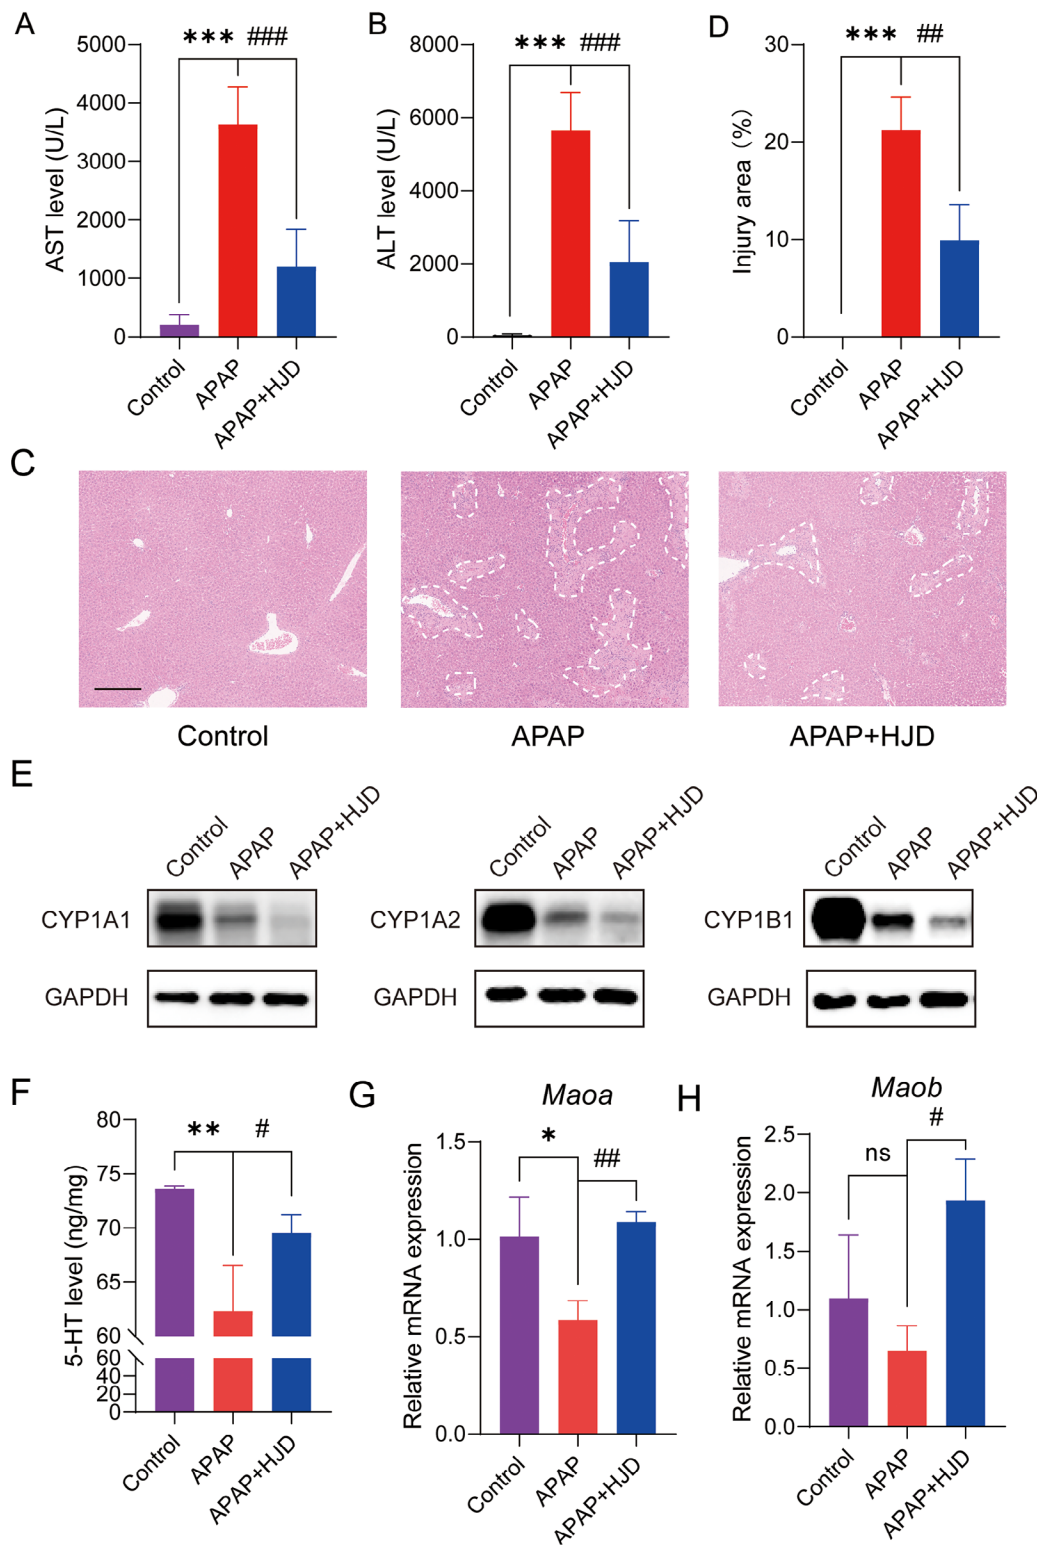 A
AST level (U/L)
5000
4000
3000
2000
1000
0
*** ###
Control
APAP
APAP+HJD
B
ALT level (U/L)
8000
6000
4000
2000
0
*** ###
Control
APAP
APAP+HJD
D
Injury area (%)
30
20
10
0
*** ##
Control
APAP
APAP+HJD
C
Control
APAP
APAP+HJD
E
Control
APAP
APAP+HJD
CYP1A1
GAPDH
Control
APAP
APAP+HJD
CYP1A2
GAPDH
Control
APAP
APAP+HJD
CYP1B1
GAPDH
F
5-HT level (ng/mg)
80
75
70
65
60
60
40
20
0
** #
Control
APAP
APAP+HJD
G
Maoa
Relative mRNA expression
1.5
1.0
0.5
0.0
* ##
Control
APAP
APAP+HJD
H
Maob
Relative mRNA expression
2.5
2.0
1.5
1.0
0.5
0.0
ns #
Control
APAP
APAP+HJD